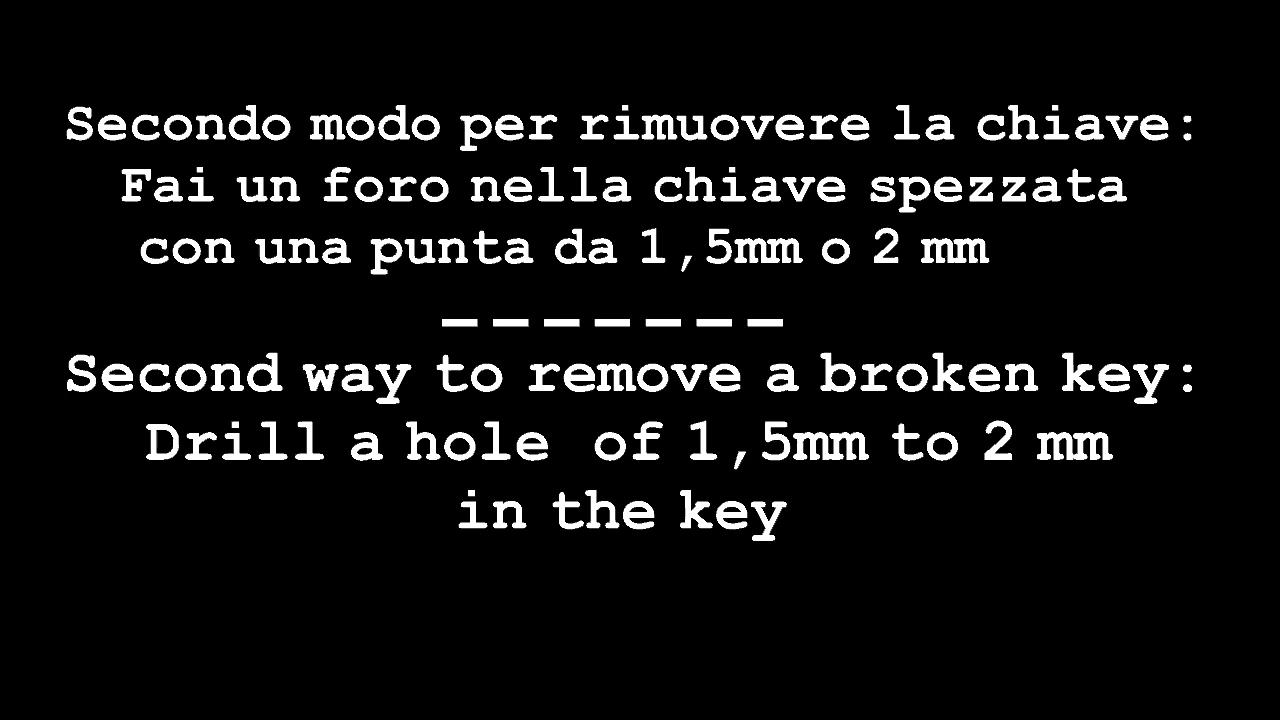 Secondo modo per rimuovere la chiave:
Fai un foro nella chiave spezzata
con una punta da 1,5mm o 2 mm
_______
Second way to remove a broken key:
Drill a hole of 1,5mm to 2 mm
in the key